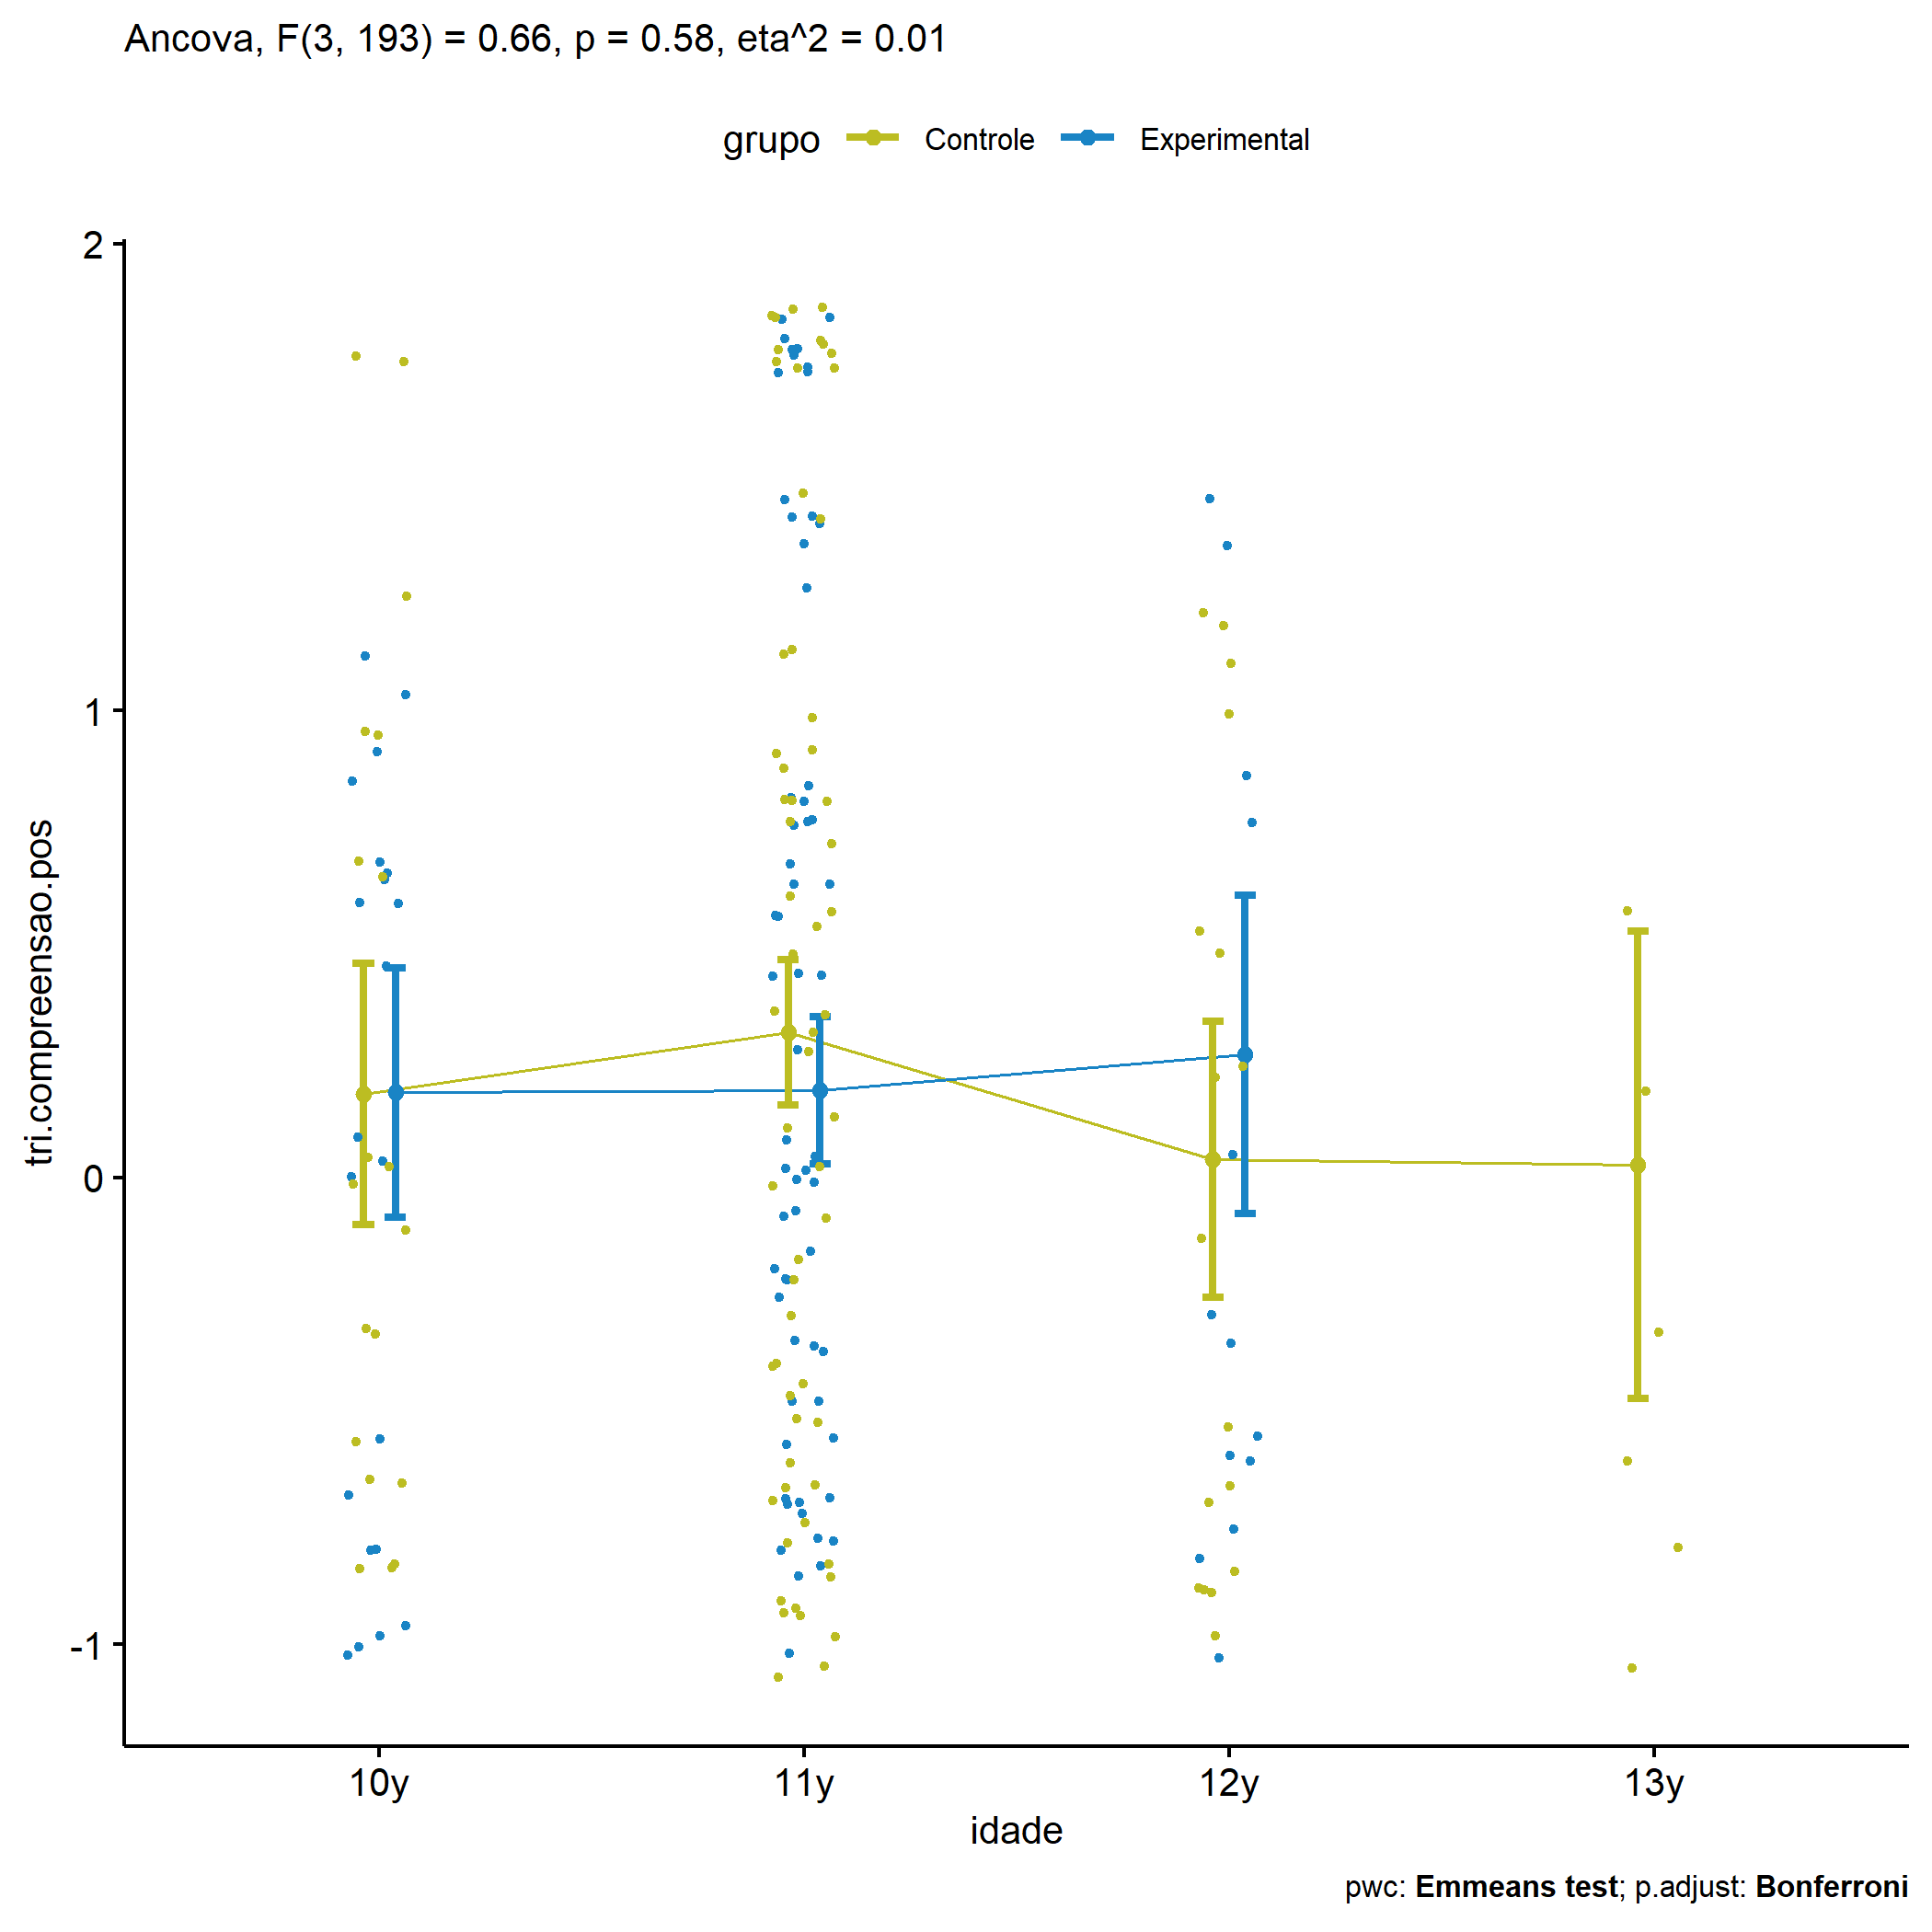 Ancova, F(3, 193) = 0.66, p = 0.58, eta^2 = 0.01
grupo Controle Experimental
2
1
0
-1
tri.compreensao.pos
10y 11y 12y 13y
idade
pwc: Emmeans test; p.adjust: Bonferroni